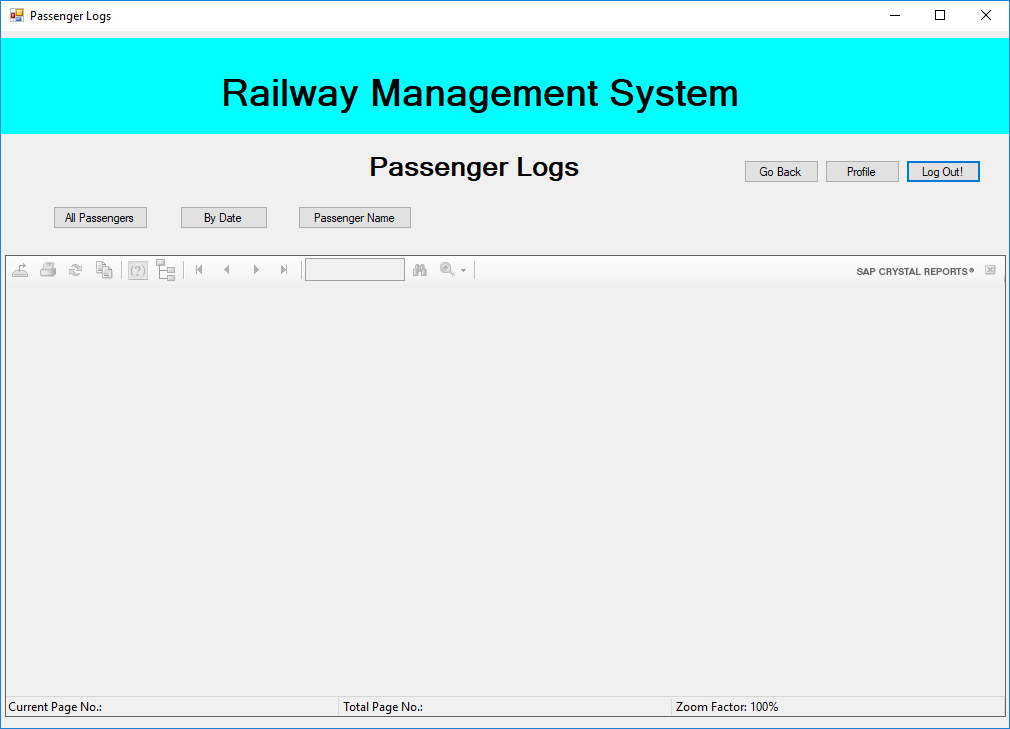 Passenger Logs
Railway Management System
Passenger Logs
Go Back Profile Log Out!
All Passengers By Date Passenger Name
(?) SAP CRYSTAL REPORTS®
Current Page No.: Total Page No.: Zoom Factor: 100%